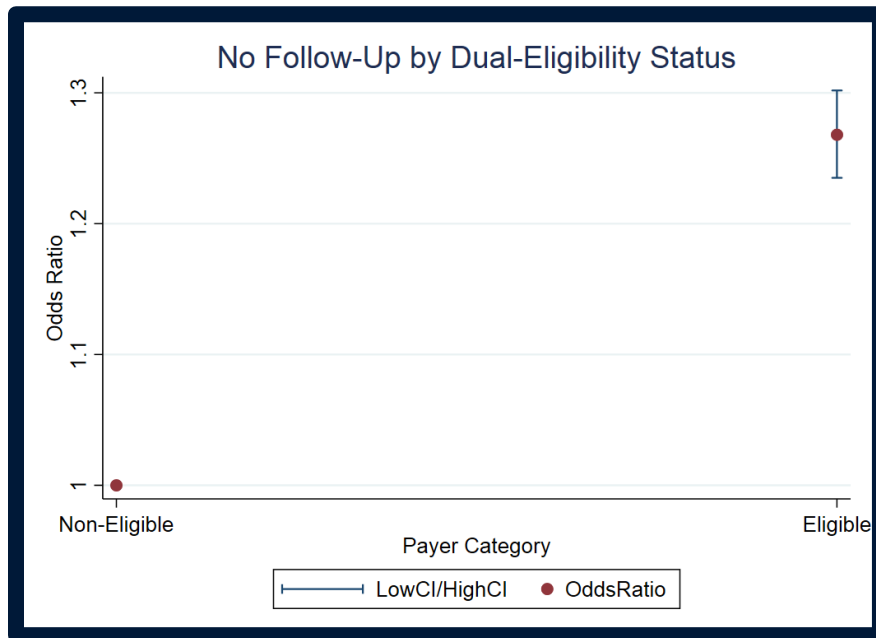 No Follow-Up by Dual-Eligibility Status
Odds Ratio
1.3
1.2
1.1
1
Non-Eligible
Eligible
Payer Category
LowCI/HighCI
OddsRatio